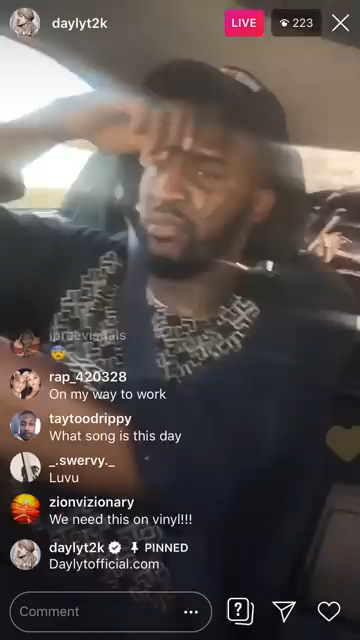 daylyt2k
LIVE
223
ipreevisuals
rap_420328
On my way to work
taytoodrippy
What song is this day
_.swervy._
Luvu
zionvizionary
We need this on vinyl!!!
daylyt2k PINNED
Daylytofficial.com
Comment